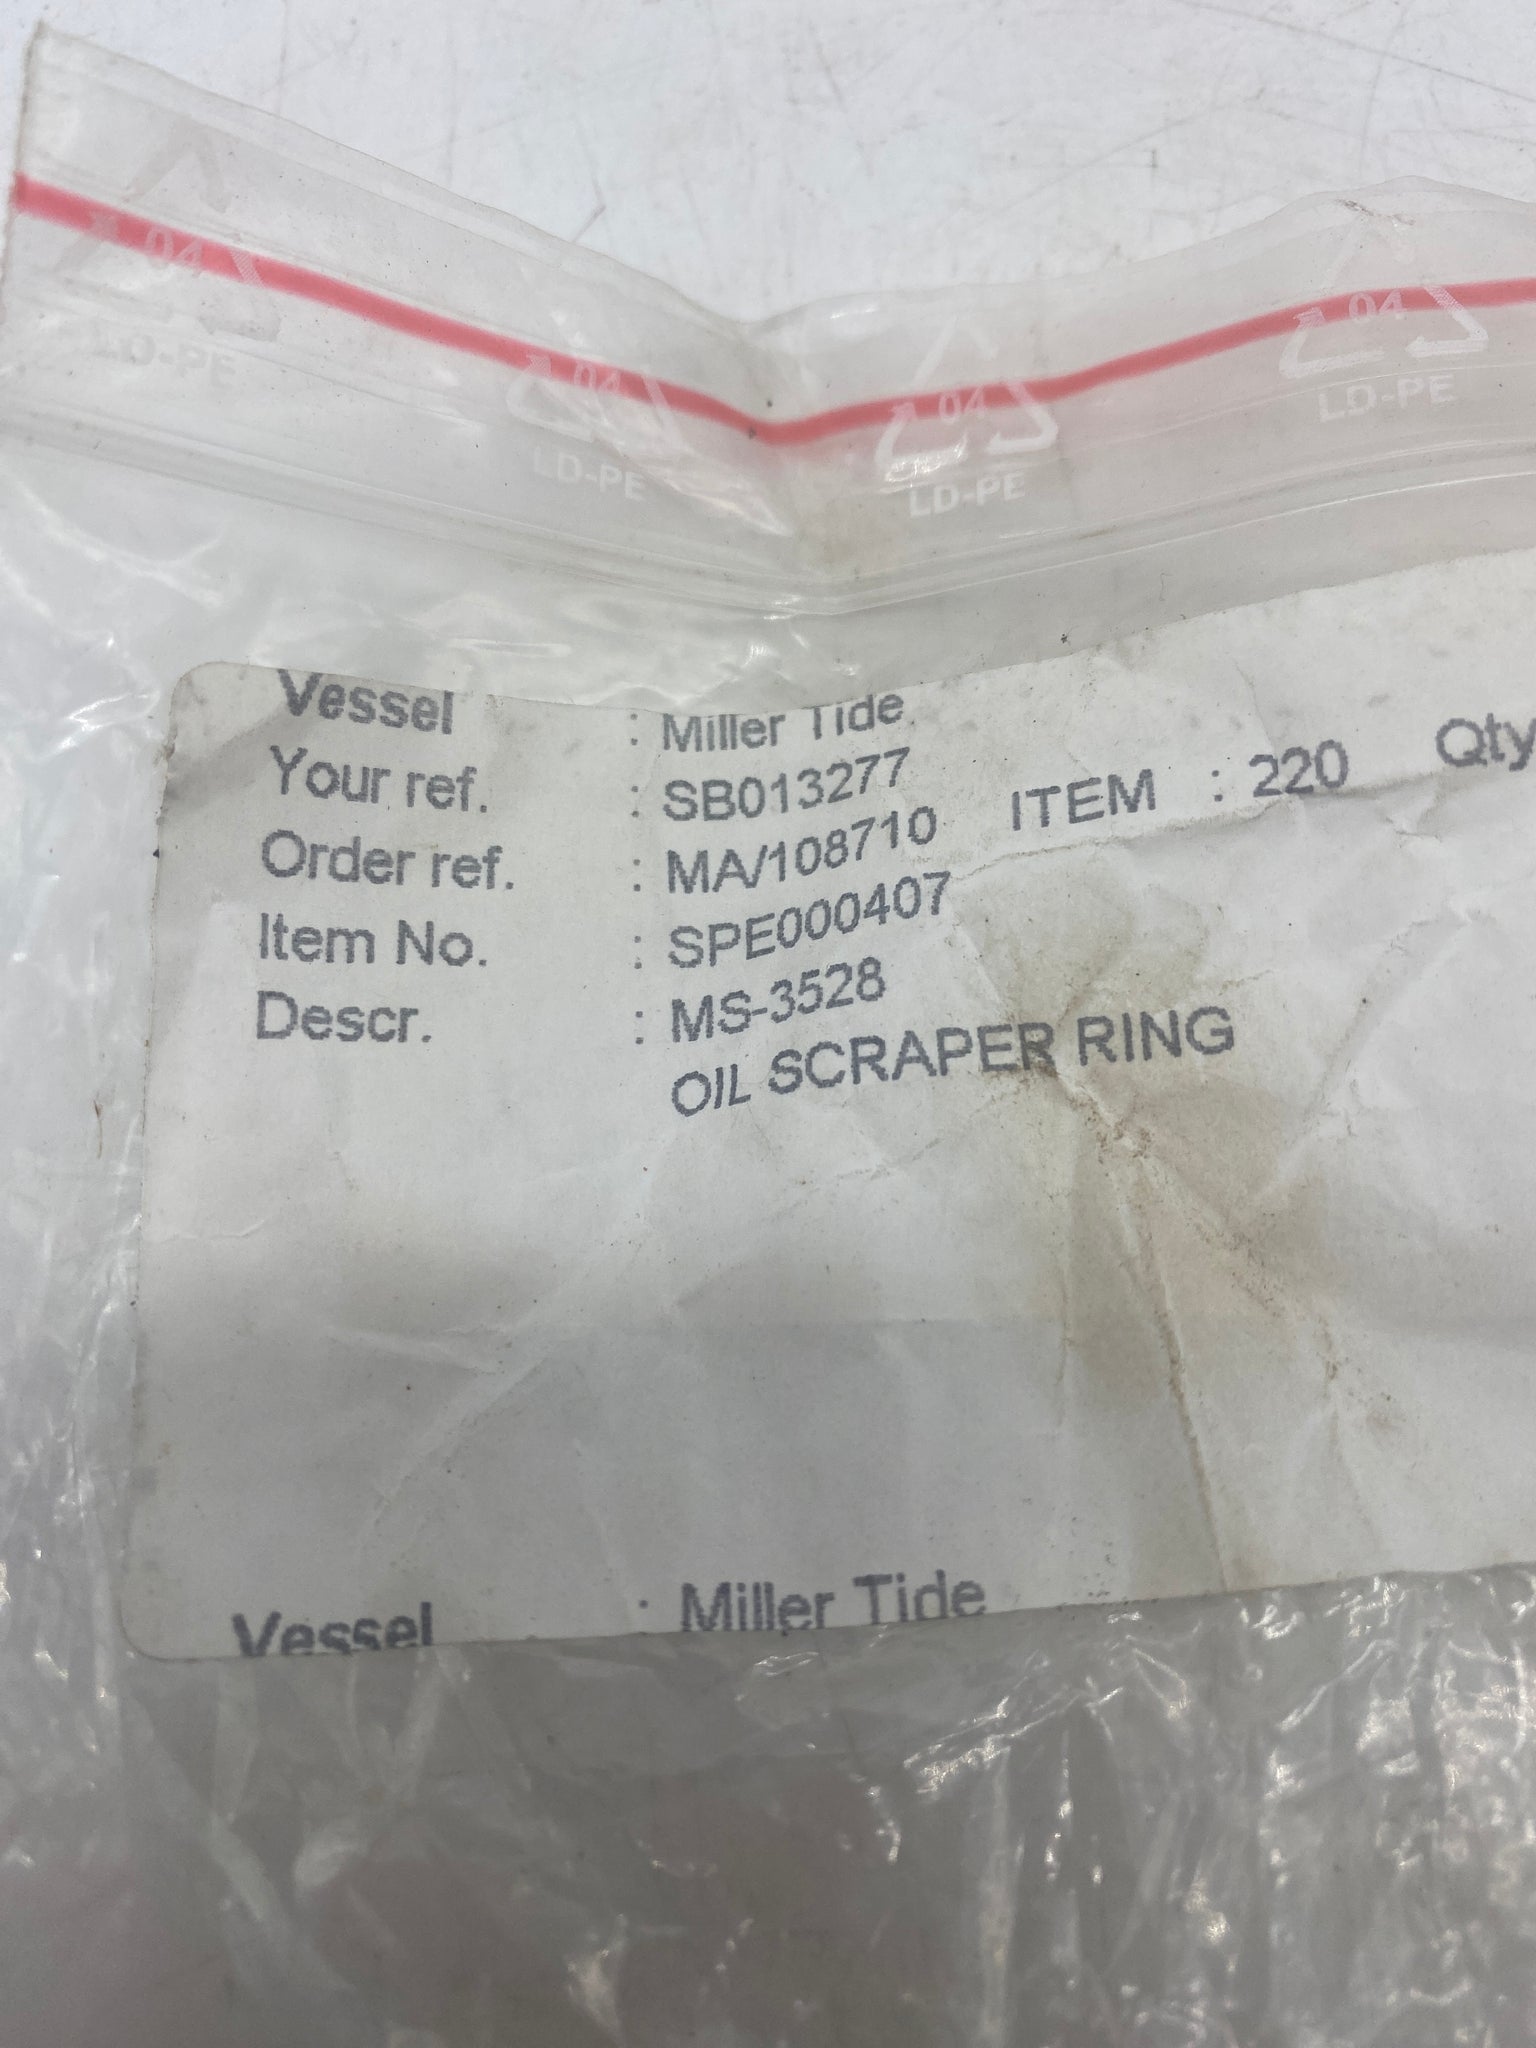 04 04 04 04
LD-PE LD-PE LD-PE LD-PE
Vessel : Miller Tide
Your ref. : SB013277
Order ref. : MA/108710 ITEM : 220 Qty
Item No. : SPE000407
Descr. : MS-3528
OIL SCRAPER RING
Vessel : Miller Tide